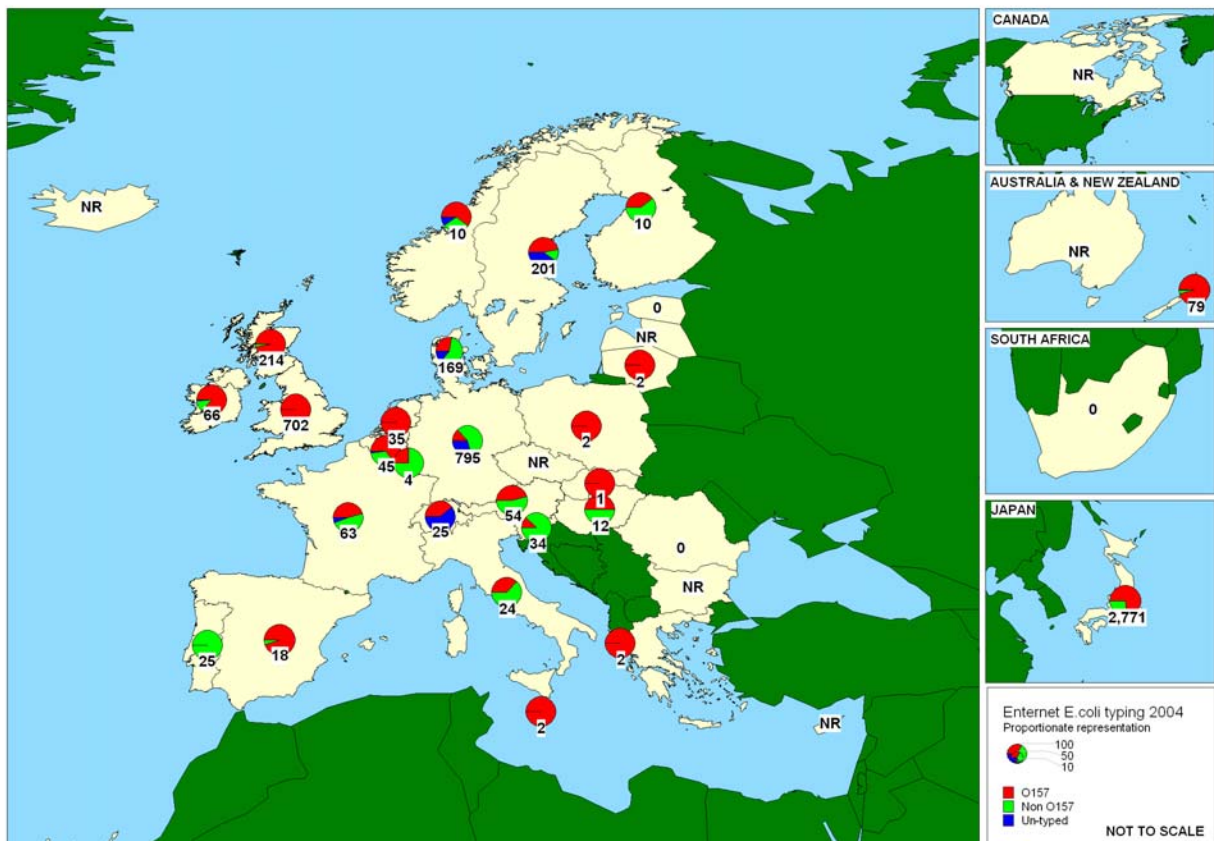 CANADA
NR
AUSTRALIA & NEW ZEALAND
NR
79
SOUTH AFRICA
0
JAPAN
2,771
NR
10
10
201
0
NR
2
169
214
66
702
35
2
45
4
795
NR
1
63
25
54
12
34
0
NR
24
25
18
2
2
NR
Enternet E.coli typing 2004
Proportionate representation
100
50
10
O157
Non O157
Un-typed
NOT TO SCALE